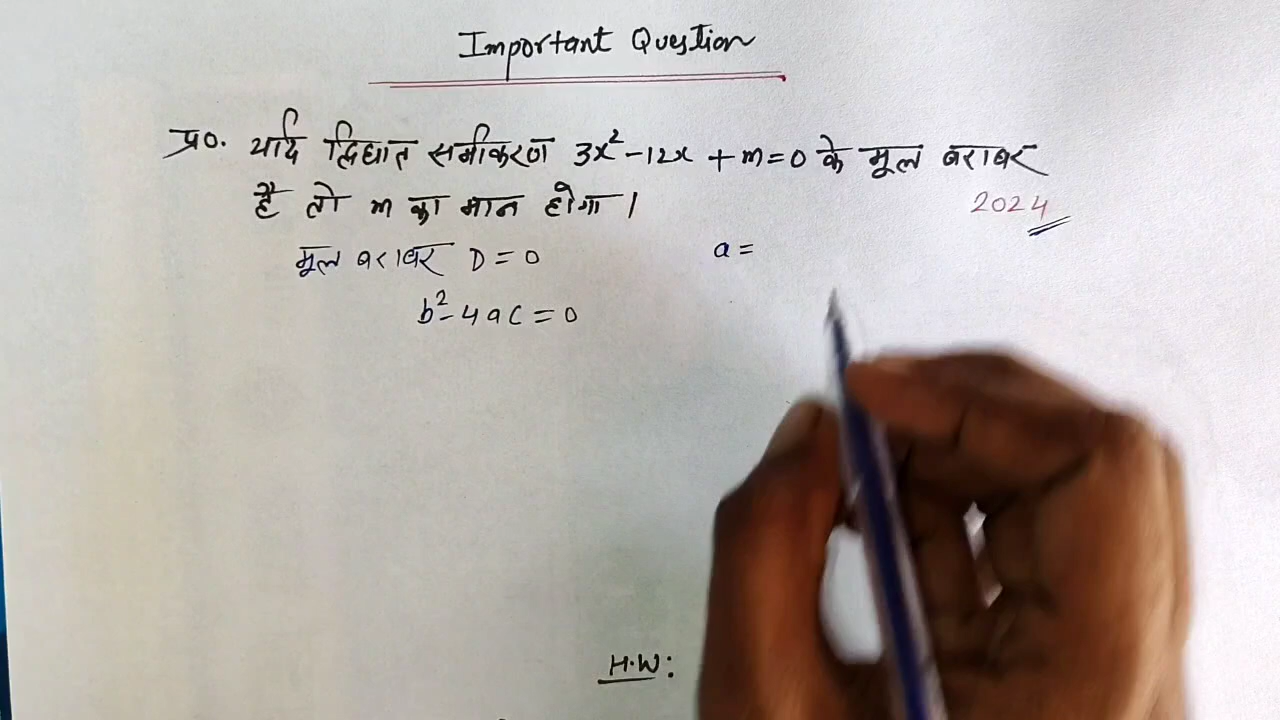 Important Question
प्र०. यदि द्विघात समीकरण 3x² - 12x + m = 0 के मूल बराबर
है तो m का मान होगा।
2024
मूल बराबर D = 0
a =
b² - 4ac = 0
H.W: